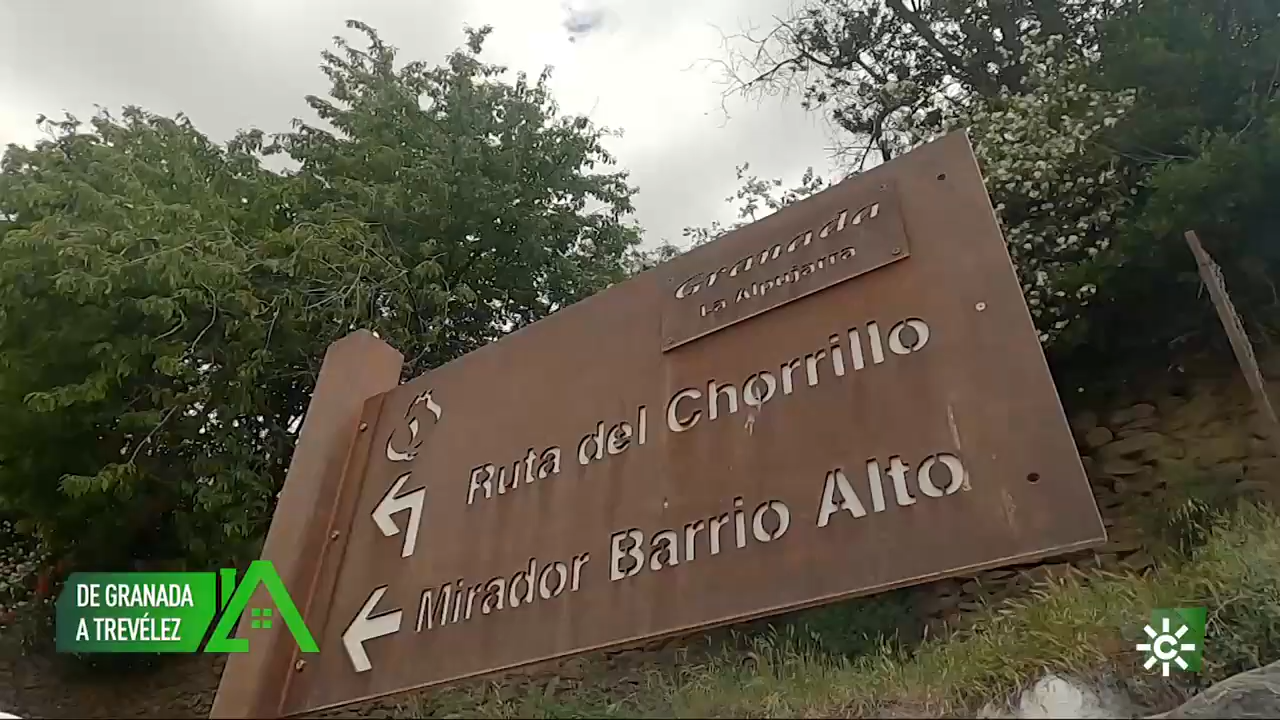 Granada
La Alpujarra
Ruta del Chorrillo
Mirador Barrio Alto
DE GRANADA
A TREVÉLEZ